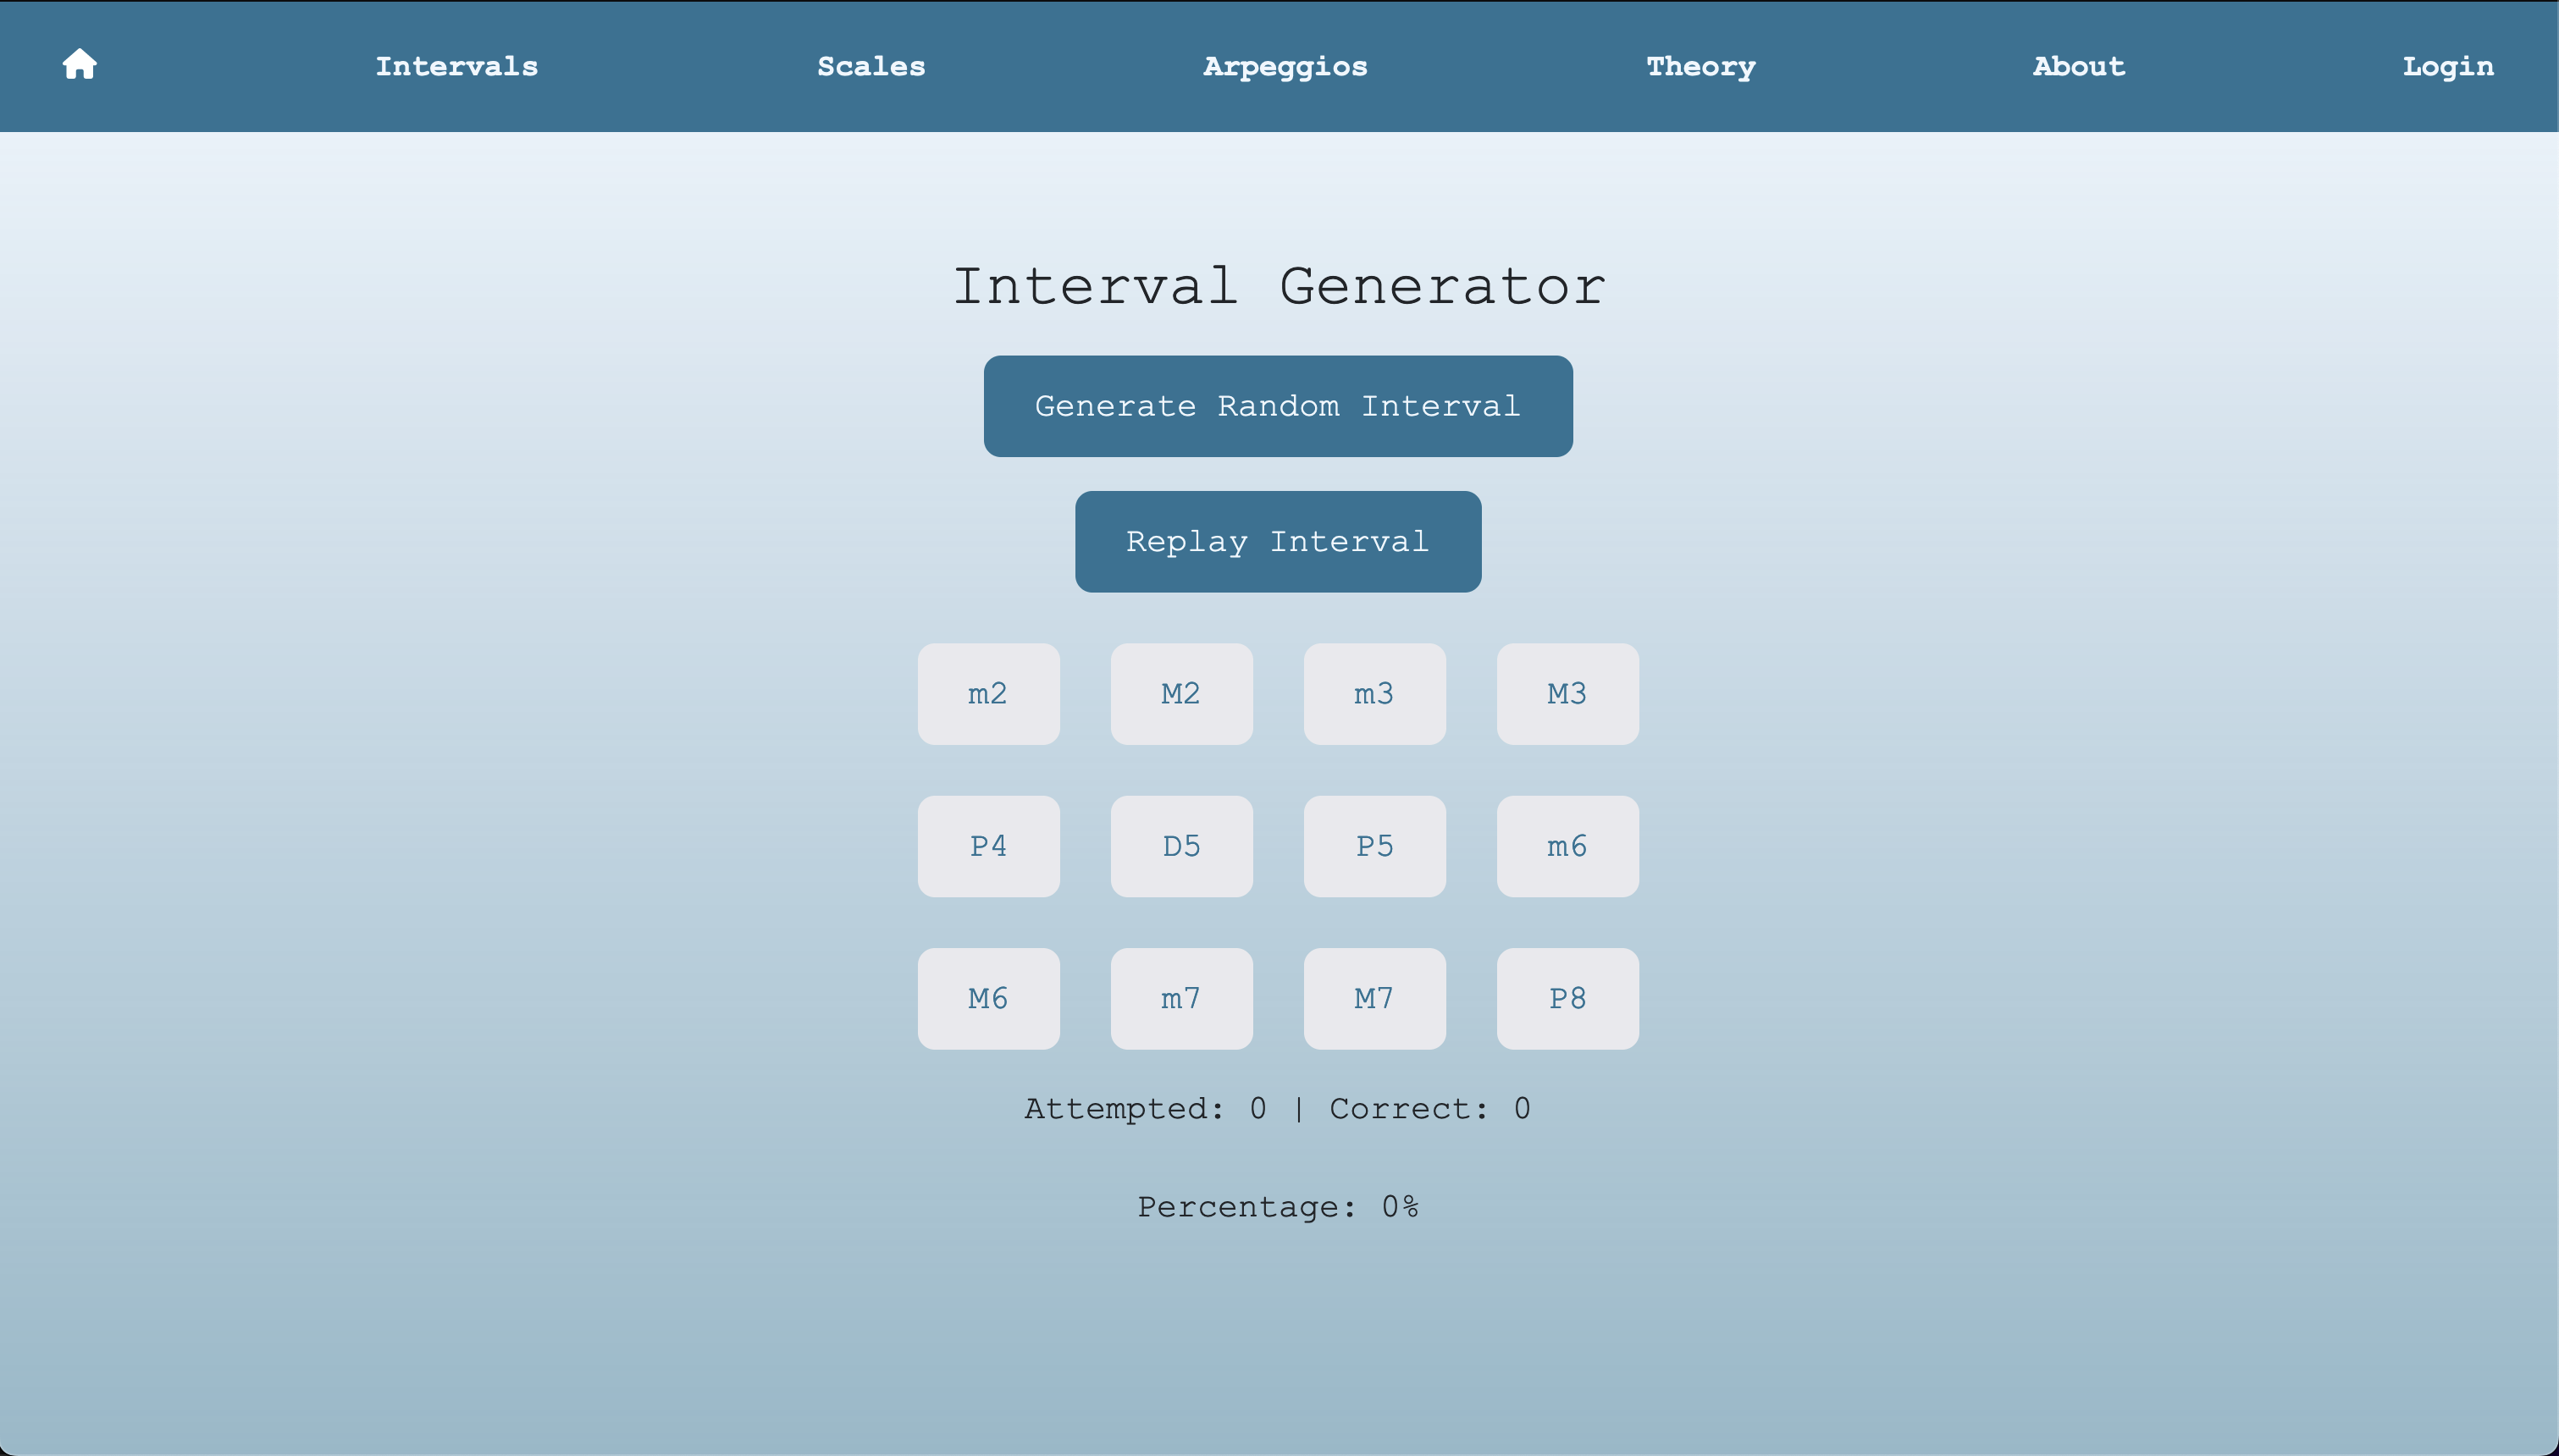 Intervals Scales Arpeggios Theory About Login
Interval Generator
Generate Random Interval
Replay Interval
m2 M2 m3 M3
P4 D5 P5 m6
M6 m7 M7 P8
Attempted: 0 | Correct: 0
Percentage: 0%